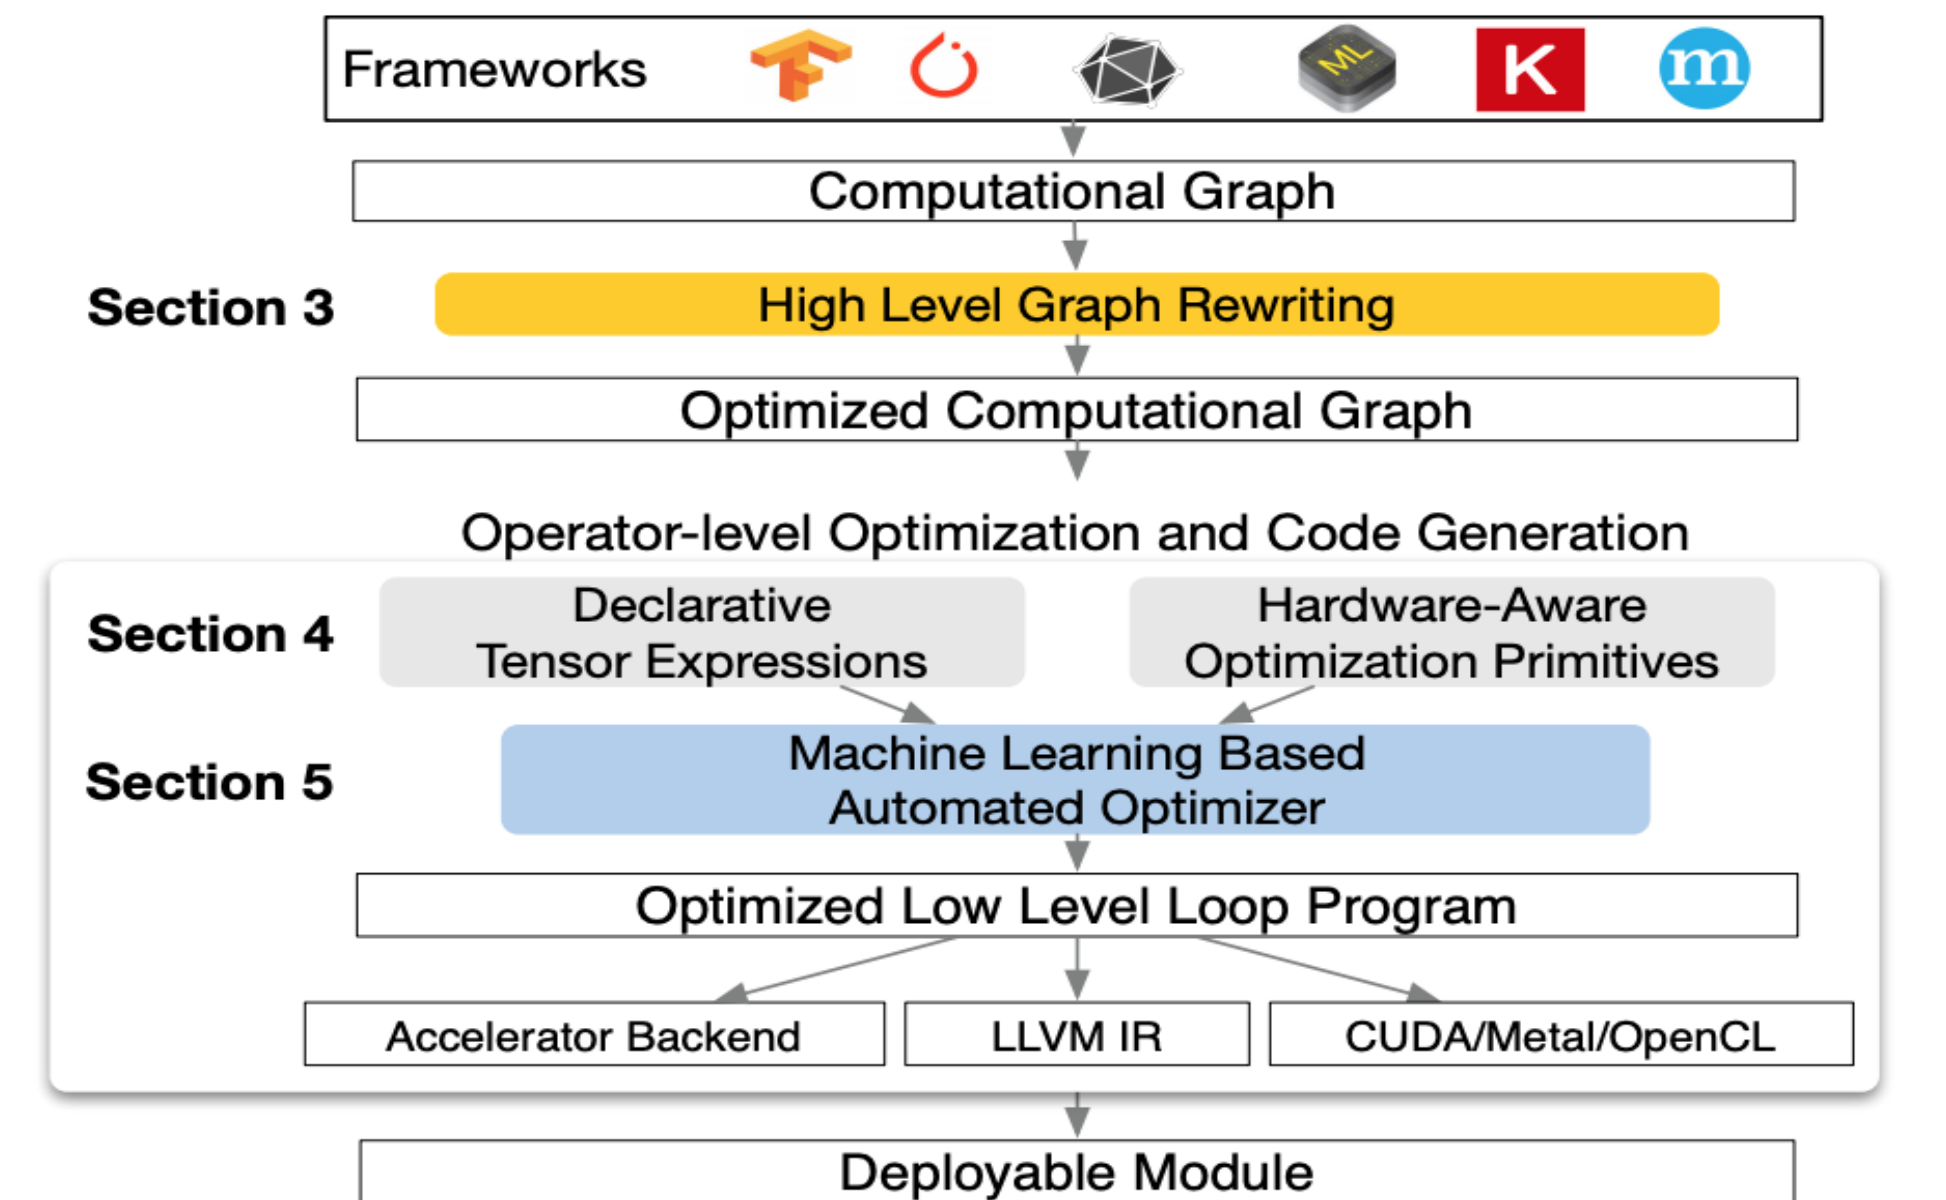 Frameworks
ML
K
m
Computational Graph
Section 3
High Level Graph Rewriting
Optimized Computational Graph
Operator-level Optimization and Code Generation
Section 4
Declarative
Tensor Expressions
Hardware-Aware
Optimization Primitives
Section 5
Machine Learning Based
Automated Optimizer
Optimized Low Level Loop Program
Accelerator Backend
LLVM IR
CUDA/Metal/OpenCL
Deployable Module